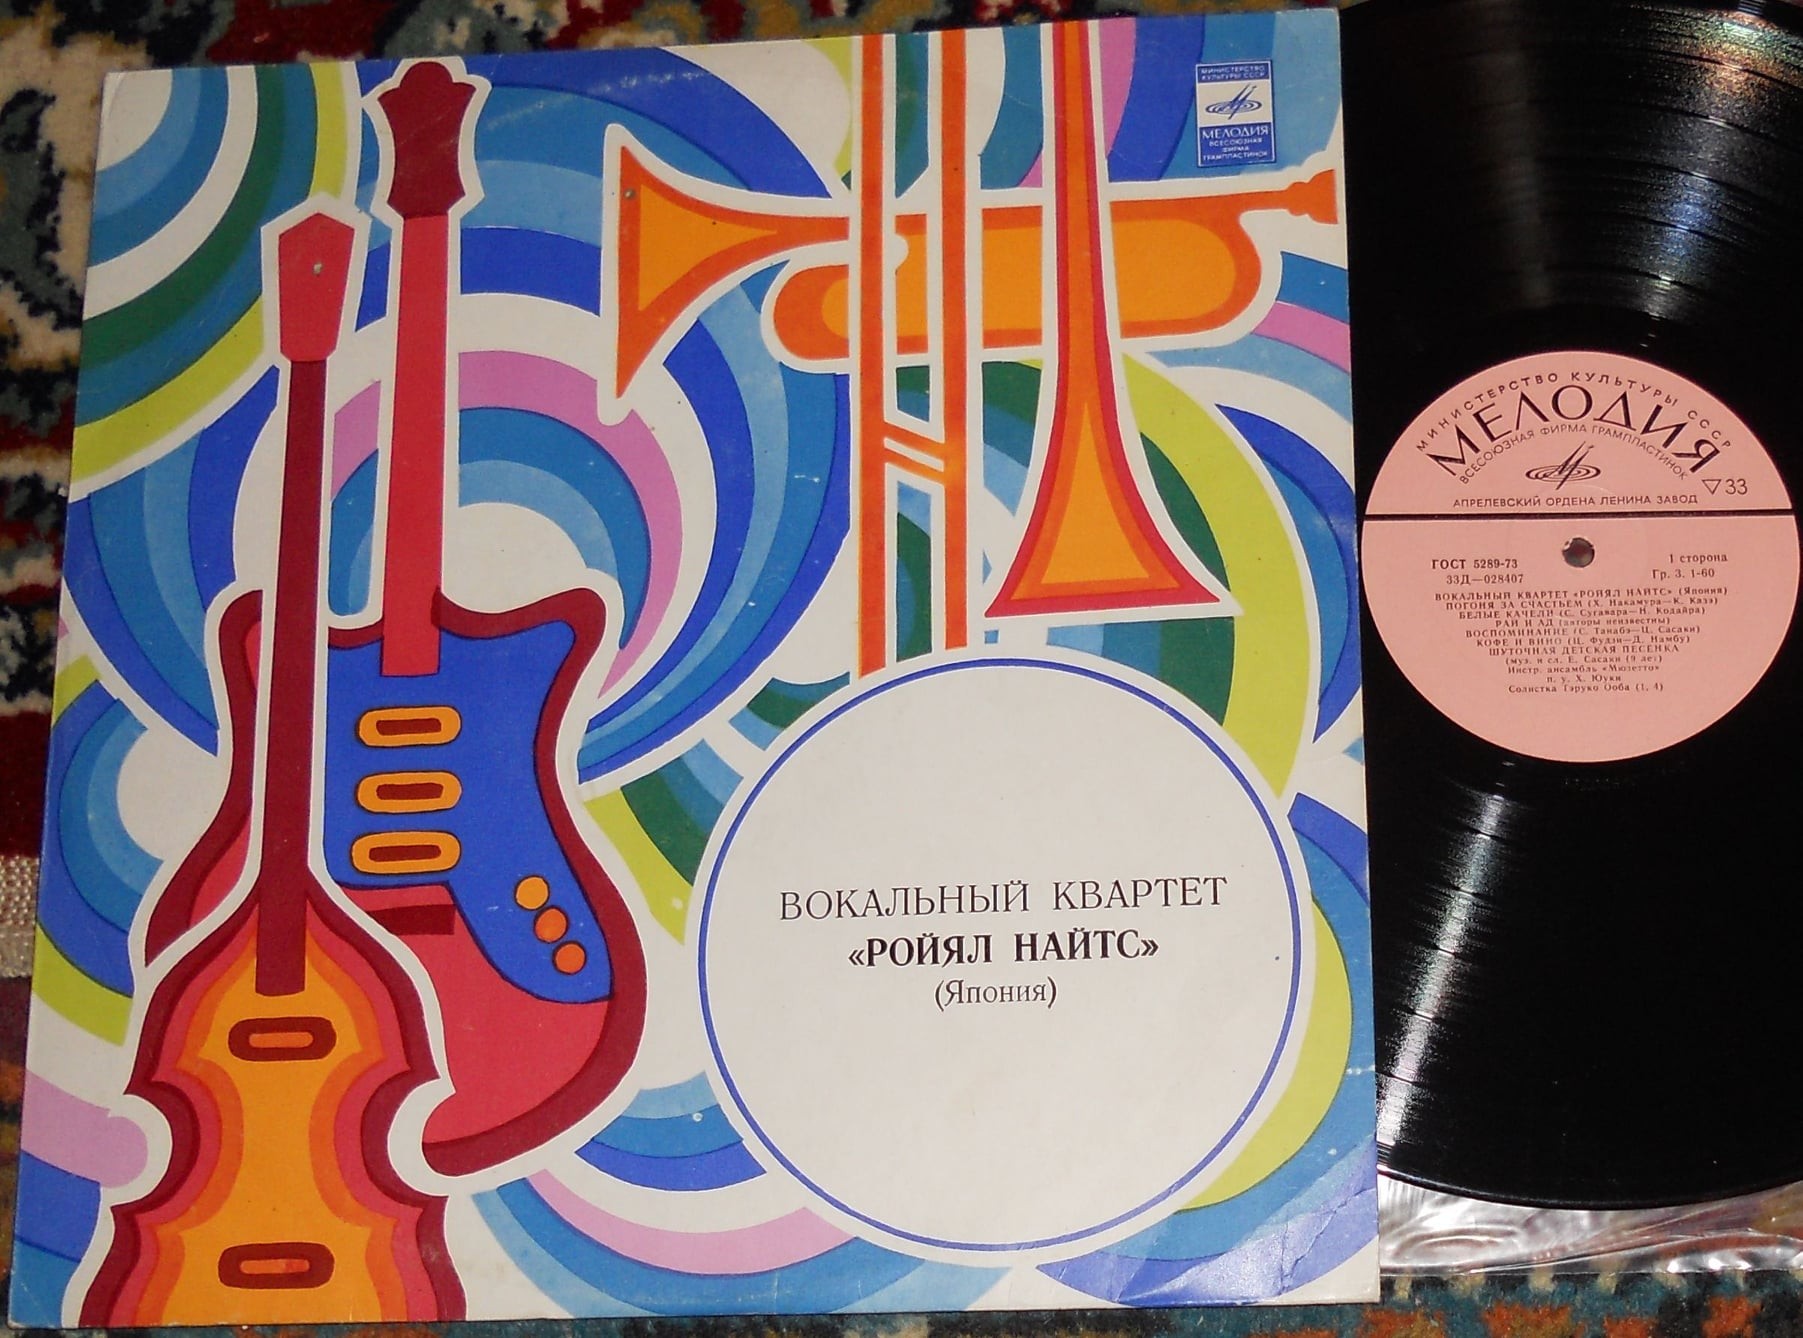 МИНИСТЕРСТВО
КУЛЬТУРЫ СССР
МЕЛОДИЯ
ВСЕСОЮЗНАЯ
ФИРМА
ГРАМПЛАСТИНОК
ВОКАЛЬНЫЙ КВАРТЕТ
«РОЙЯЛ НАЙТС»
(Япония)
МИНИСТЕРСТВО КУЛЬТУРЫ СССР
МЕЛОДИЯ
ВСЕСОЮЗНАЯ ФИРМА ГРАМПЛАСТИНОК
▽33
АПРЕЛЕВСКИЙ ОРДЕНА ЛЕНИНА ЗАВОД
ГОСТ 5289-73 1 сторона
33Д—028407 Гр. 3. 1-60
ВОКАЛЬНЫЙ КВАРТЕТ «РОЙЯЛ НАЙТС» (Япония)
ПОГОНЯ ЗА СЧАСТЬЕМ (Х. Накамура—К. Казэ)
БЕЛЫЕ КАЧЕЛИ (С. Сугавара—Н. Кодайра)
РАЙ И АД (авторы неизвестны)
ВОСПОМИНАНИЕ (С. Танабэ—Ц. Сасаки)
КОФЕ И ВИНО (Ц. Фудзи—Д. Намбу)
ШУТОЧНАЯ ДЕТСКАЯ ПЕСЕНКА
(муз. и сл. Е. Сасаки (9 лет)
Инстр. ансамбль «Мюзетто»
п. у. Х. Юуки
Солистка Тэруко Ооба (1, 4)